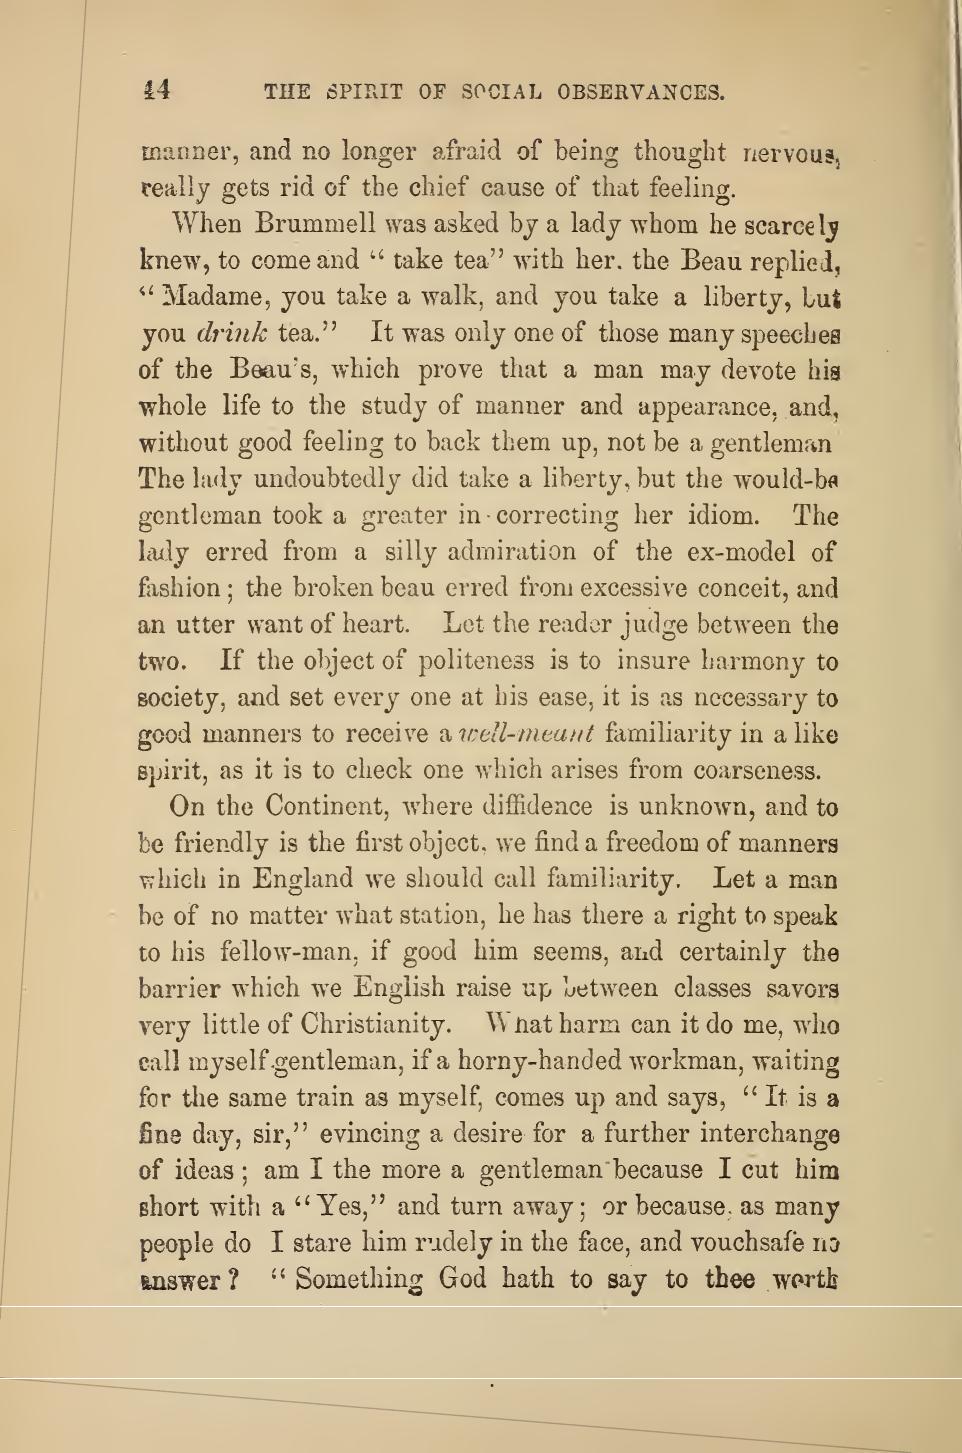 44 THE SPIRIT OF SOCIAL OBSERVANCES.
manner, and no longer afraid of being thought nervous,
really gets rid of the chief cause of that feeling.
When Brummell was asked by a lady whom he scarcely
knew, to come and “take tea” with her. the Beau replied,
“Madame, you take a walk, and you take a liberty, but
you drink tea.” It was only one of those many speeches
of the Beau's, which prove that a man may devote his
whole life to the study of manner and appearance, and,
without good feeling to back them up, not be a gentleman
The lady undoubtedly did take a liberty, but the would-be
gentleman took a greater in correcting her idiom. The
lady erred from a silly admiration of the ex-model of
fashion; the broken beau erred from excessive conceit, and
an utter want of heart. Let the reader judge between the
two. If the object of politeness is to insure harmony to
society, and set every one at his ease, it is as necessary to
good manners to receive a well-meant familiarity in a like
spirit, as it is to check one which arises from coarseness.
On the Continent, where diffidence is unknown, and to
be friendly is the first object, we find a freedom of manners
which in England we should call familiarity. Let a man
be of no matter what station, he has there a right to speak
to his fellow-man, if good him seems, and certainly the
barrier which we English raise up between classes savors
very little of Christianity. What harm can it do me, who
call myself gentleman, if a horny-handed workman, waiting
for the same train as myself, comes up and says, “It is a
fine day, sir,” evincing a desire for a further interchange
of ideas; am I the more a gentleman because I cut him
short with a “Yes,” and turn away; or because, as many
people do I stare him rudely in the face, and vouchsafe no
answer? “Something God hath to say to thee worth